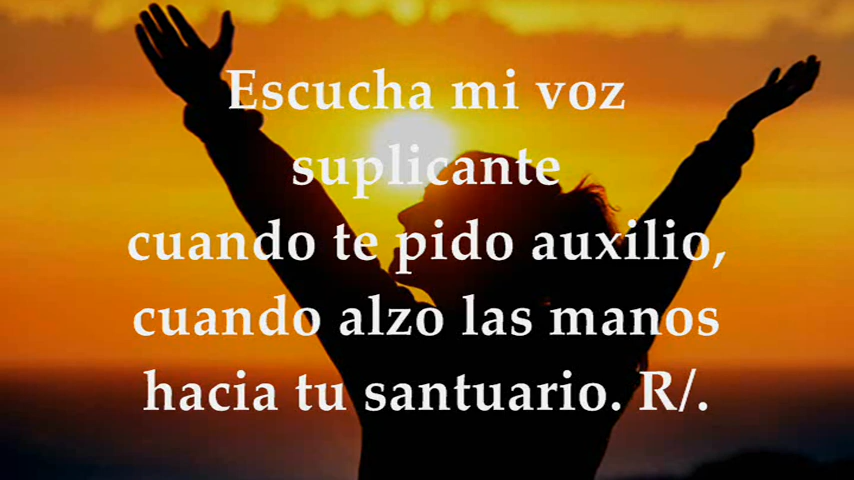 Escucha mi voz
suplicante
cuando te pido auxilio,
cuando alzo las manos
hacia tu santuario. R/.